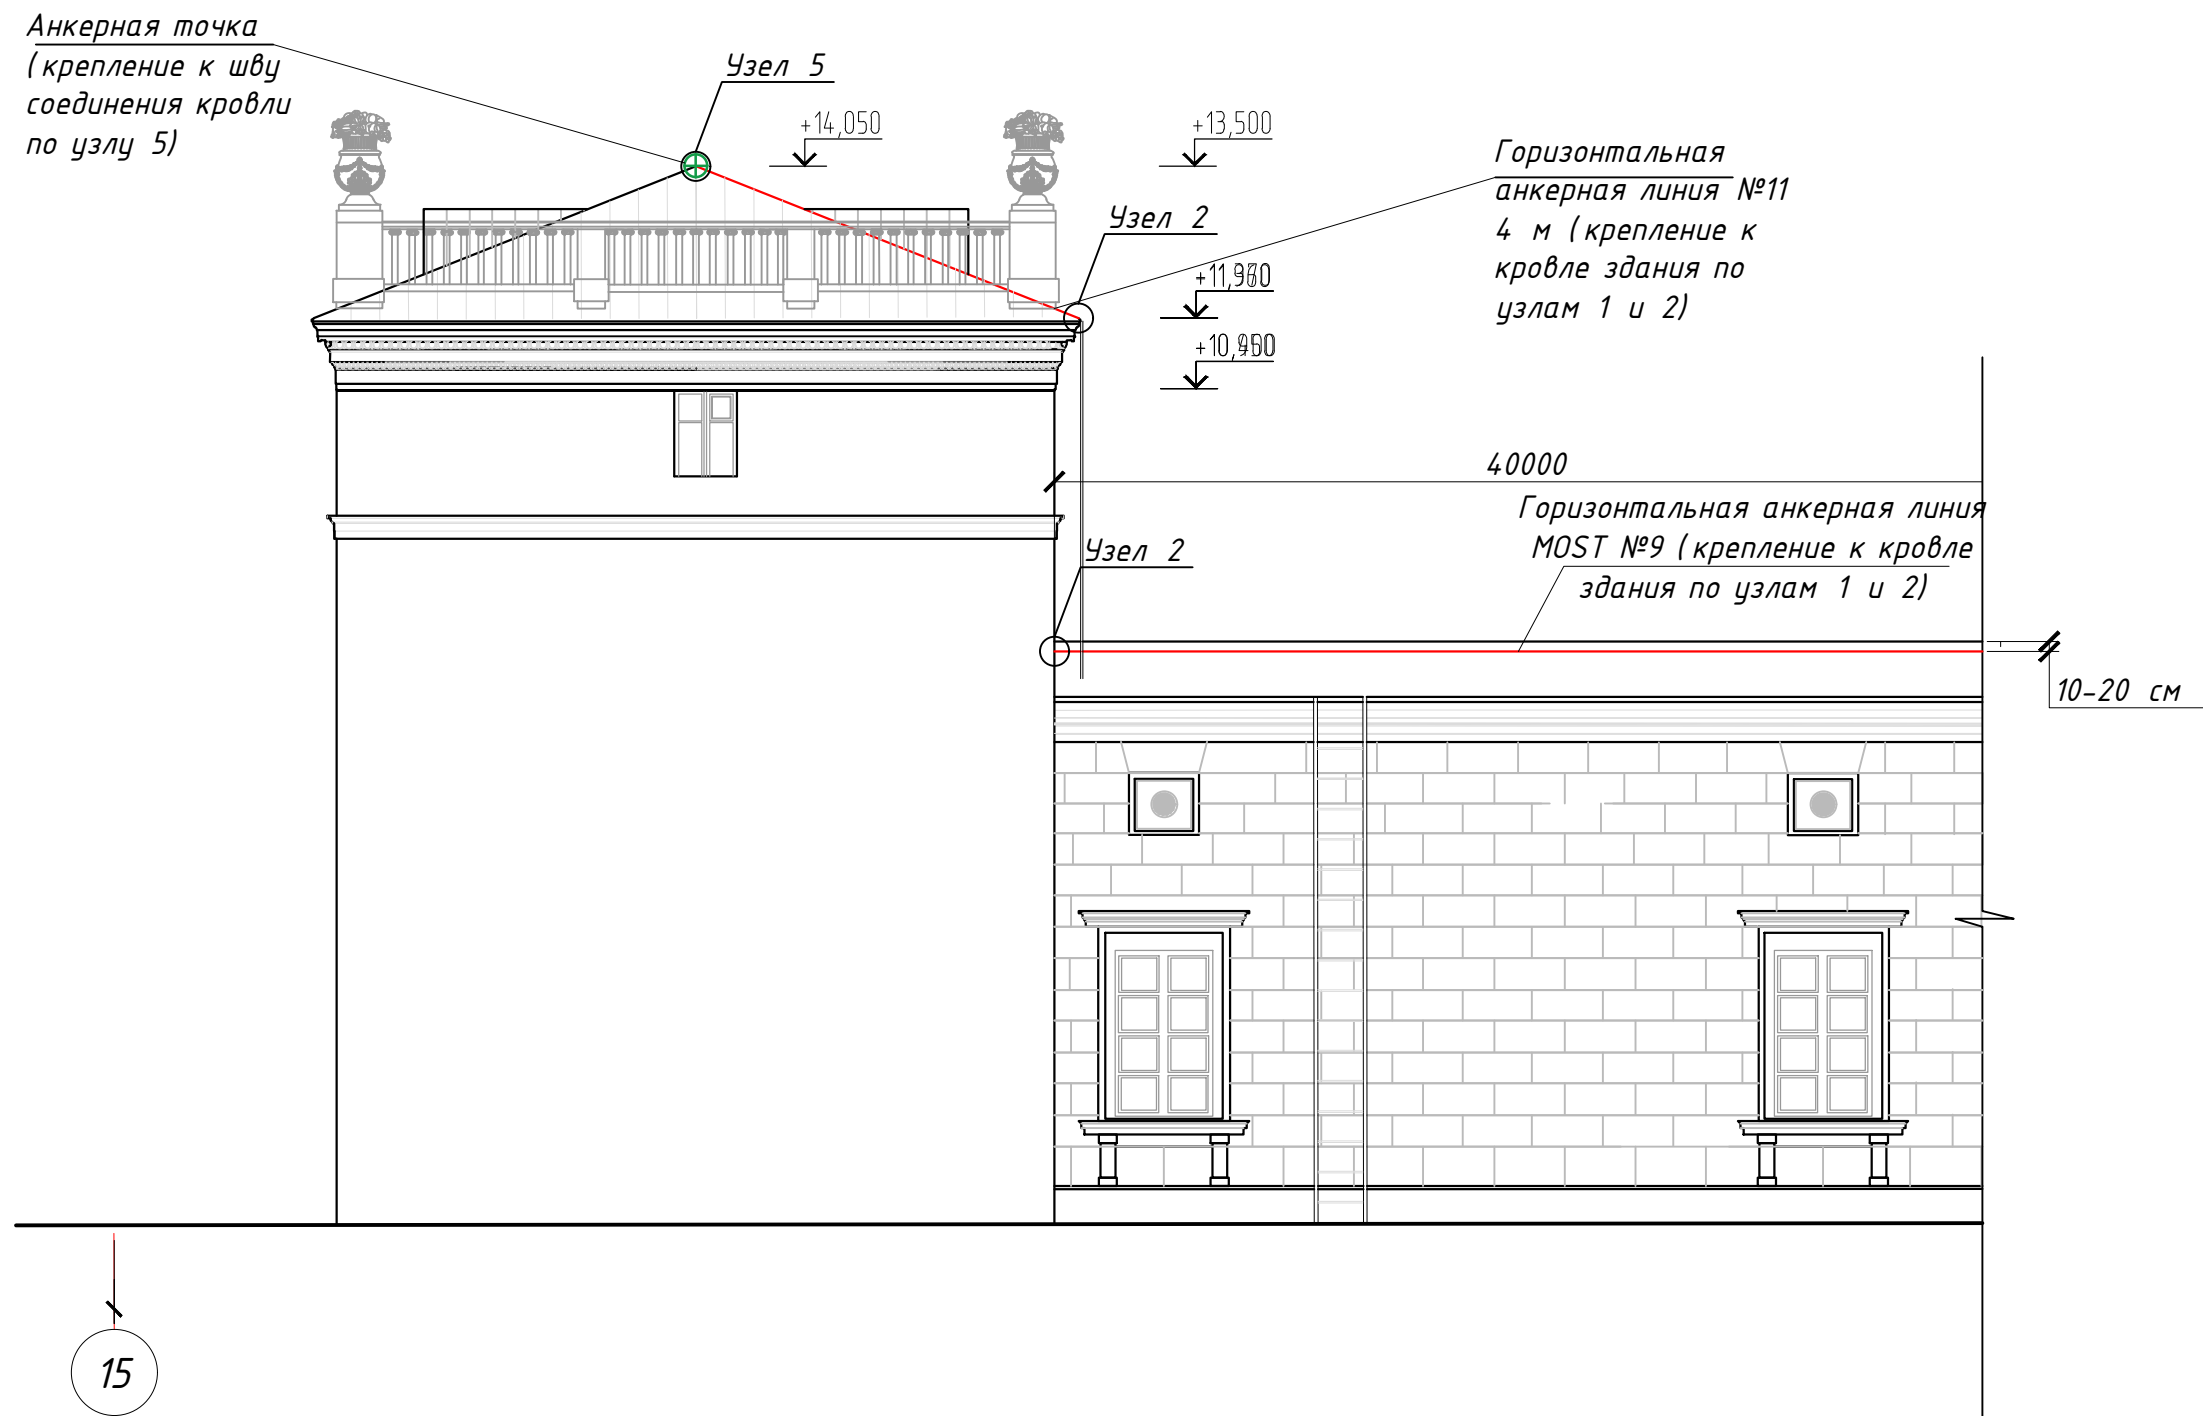 Анкерная точка
(крепление к шву
соединения кровли
по узлу 5)
Узел 5
+14,050
+13,500
Горизонтальная
анкерная линия №11
4 м (крепление к
кровле здания по
узлам 1 и 2)
Узел 2
40000
Горизонтальная анкерная линия
MOST №9 (крепление к кровле
здания по узлам 1 и 2)
Узел 2
10-20 см
15